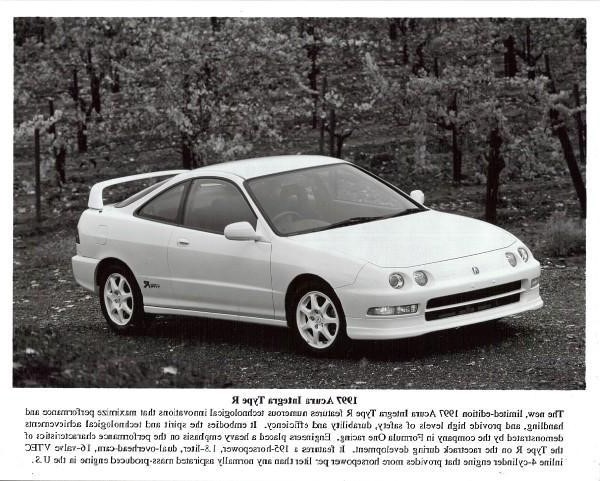 1997 Acura Integra Type R
The new, limited-edition 1997 Acura Integra Type R features numerous technological innovations that maximize performance and
handling, and provide high levels of safety, durability and efficiency. It embodies the spirit and technological achievements
demonstrated by the company in Formula One racing. Engineers placed a heavy emphasis on the performance characteristics of
the Type R on the racetrack during development. It features a 195-horsepower, 1.8-liter, dual-overhead-cam, 16-valve VTEC
inline 4-cylinder engine that provides more horsepower per liter than any normally aspirated mass-produced engine in the U.S.